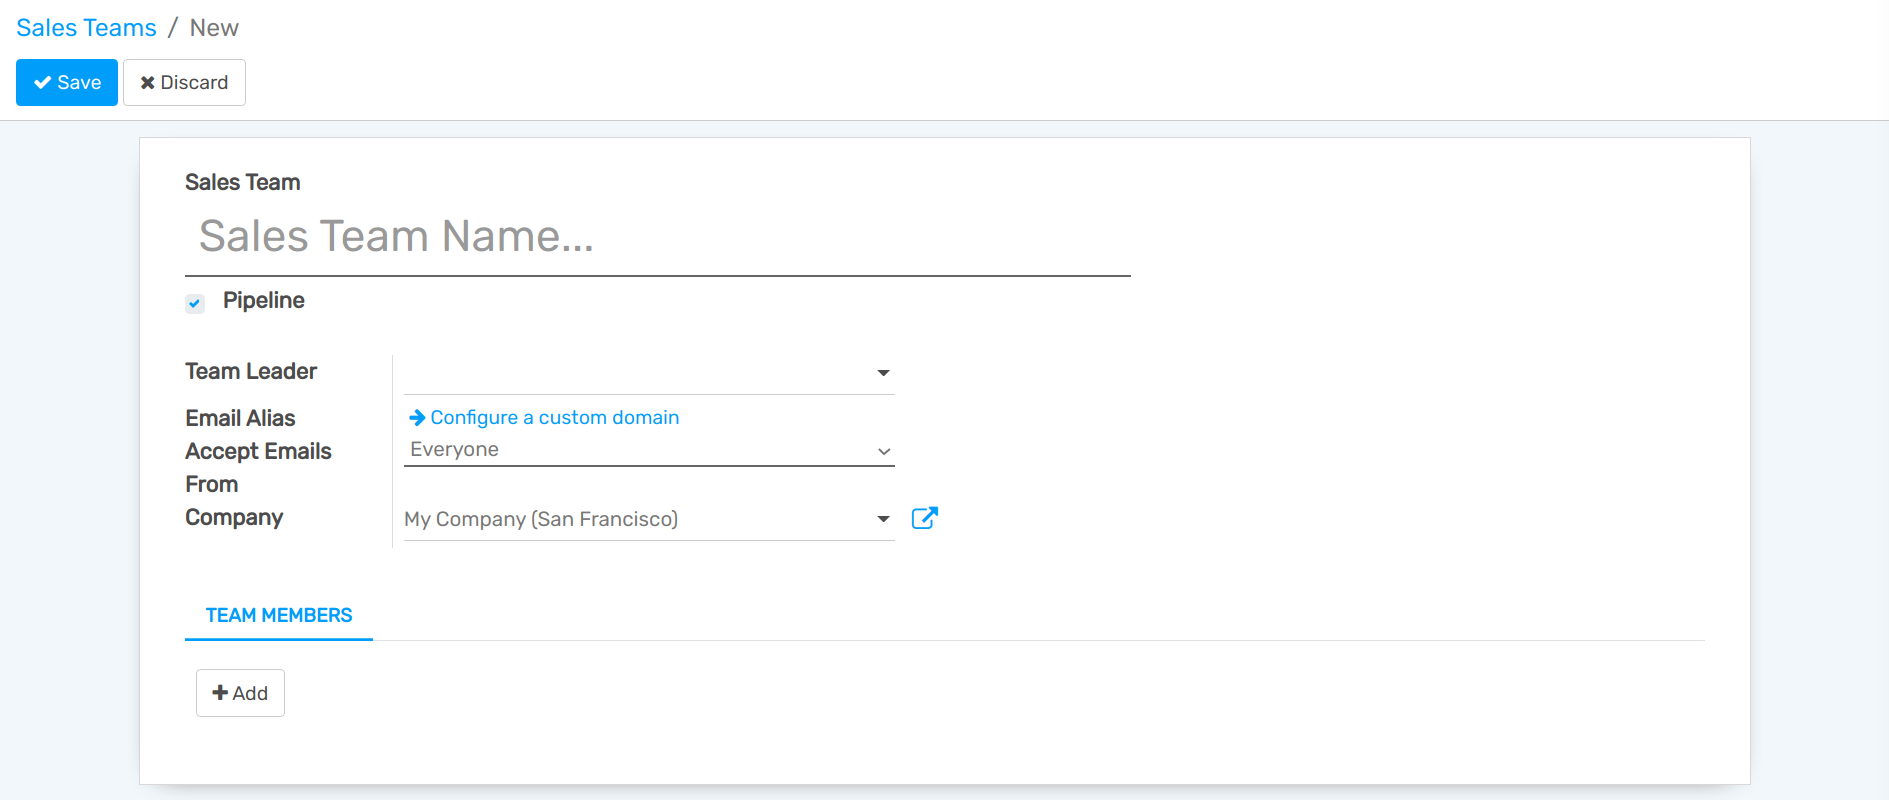 Sales Teams / New
Save Discard
Sales Team
Sales Team Name...
Pipeline
Team Leader
Email Alias Configure a custom domain
Accept Emails Everyone
From
Company My Company (San Francisco)
TEAM MEMBERS
Add